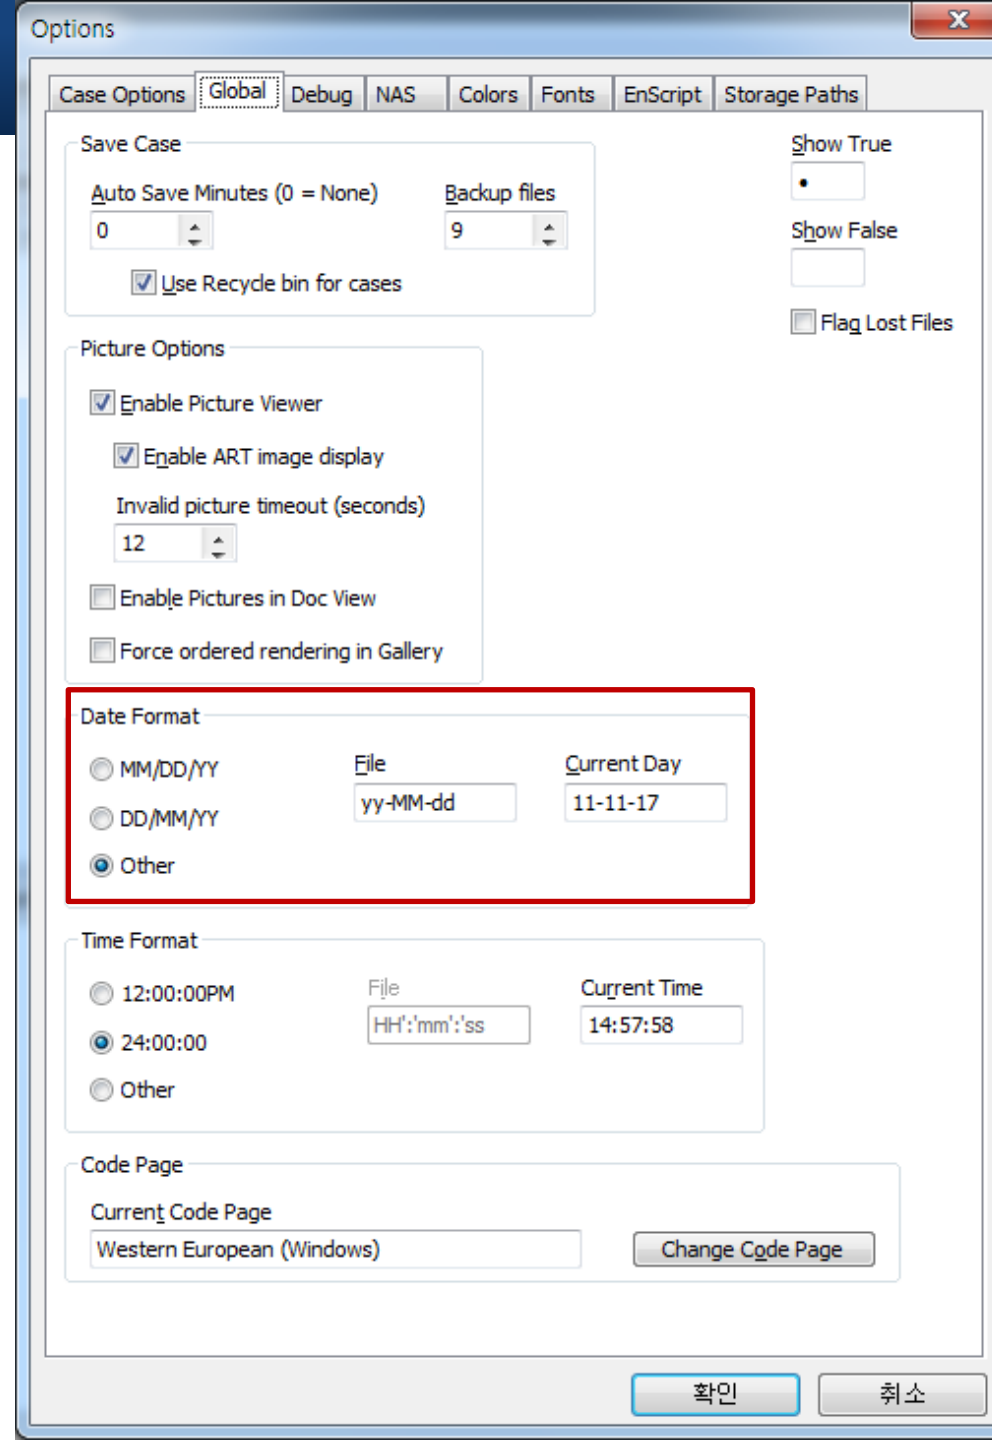 Options
Case Options Global Debug NAS Colors Fonts EnScript Storage Paths
Save Case
Auto Save Minutes (0 = None) Backup files
0 9
Use Recycle bin for cases
Show True
•
Show False
Flag Lost Files
Picture Options
Enable Picture Viewer
Enable ART image display
Invalid picture timeout (seconds)
12
Enable Pictures in Doc View
Force ordered rendering in Gallery
Date Format
MM/DD/YY File Current Day
yy-MM-dd 11-11-17
DD/MM/YY
Other
Time Format
12:00:00PM File Current Time
HH':'mm':'ss 14:57:58
24:00:00
Other
Code Page
Current Code Page
Western European (Windows) Change Code Page
확인 취소